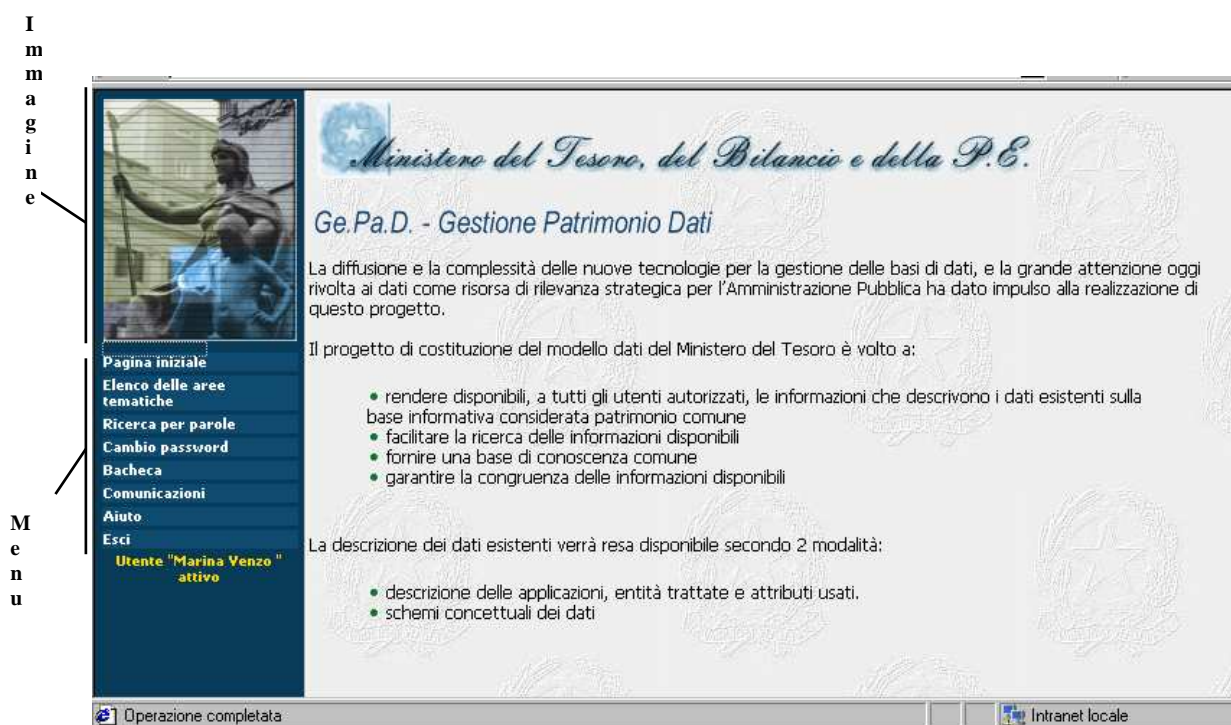 Immagine
Ministero del Tesoro, del Bilancio e della P.E.
Ge.Pa.D. - Gestione Patrimonio Dati
La diffusione e la complessità delle nuove tecnologie per la gestione delle basi di dati, e la grande attenzione oggi
rivolta ai dati come risorsa di rilevanza strategica per l'Amministrazione Pubblica ha dato impulso alla realizzazione di
questo progetto.
Il progetto di costituzione del modello dati del Ministero del Tesoro è volto a:
• rendere disponibili, a tutti gli utenti autorizzati, le informazioni che descrivono i dati esistenti sulla
base informativa considerata patrimonio comune
• facilitare la ricerca delle informazioni disponibili
• fornire una base di conoscenza comune
• garantire la congruenza delle informazioni disponibili
La descrizione dei dati esistenti verrà resa disponibile secondo 2 modalità:
• descrizione delle applicazioni, entità trattate e attributi usati.
• schemi concettuali dei dati
Menu
Pagina iniziale
Elenco delle aree
tematiche
Ricerca per parole
Cambio password
Bacheca
Comunicazioni
Aiuto
Esci
Utente "Marina Venzo "
attivo
Operazione completata
Intranet locale